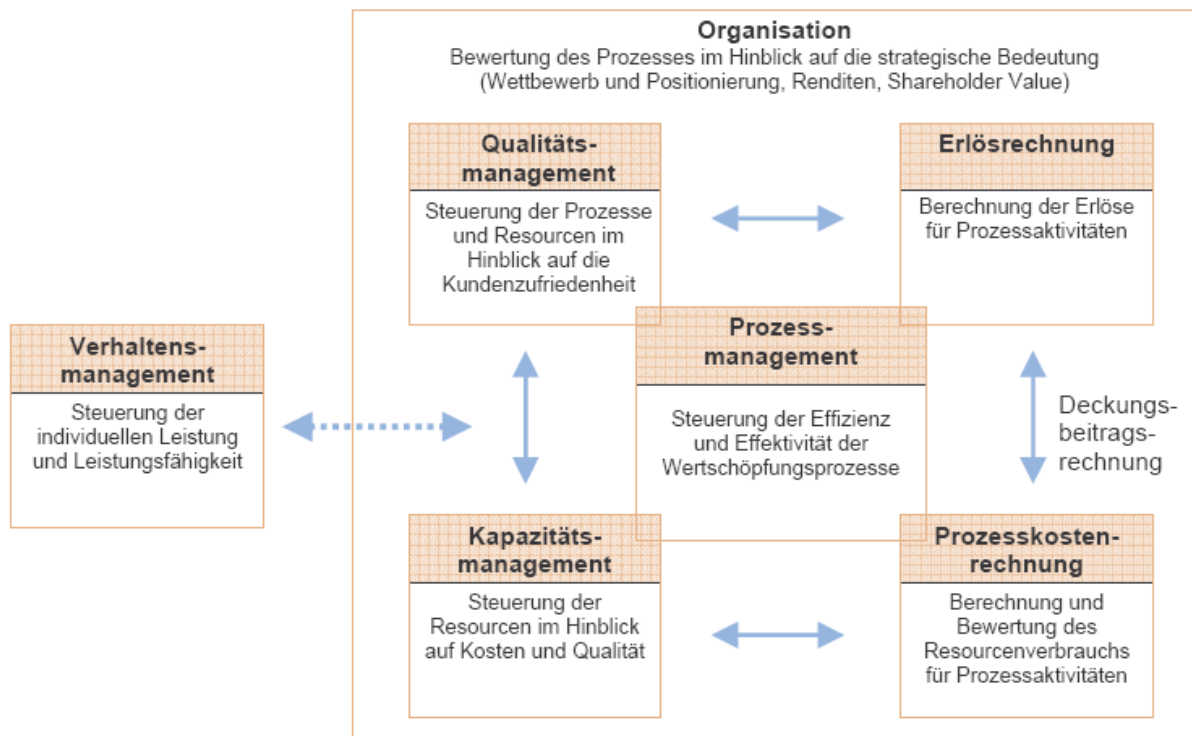 Organisation
Bewertung des Prozesses im Hinblick auf die strategische Bedeutung
(Wettbewerb und Positionierung, Renditen, Shareholder Value)
Qualitäts-
management
Steuerung der Prozesse
und Resourcen im
Hinblick auf die
Kundenzufriedenheit
Erlösrechnung
Berechnung der Erlöse
für Prozessaktivitäten
Verhaltens-
management
Steuerung der
individuellen Leistung
und Leistungsfähigkeit
Prozess-
management
Steuerung der Effizienz
und Effektivität der
Wertschöpfungsprozesse
Deckungs-
beitrags-
rechnung
Kapazitäts-
management
Steuerung der
Resourcen im Hinblick
auf Kosten und Qualität
Prozesskosten-
rechnung
Berechnung und
Bewertung des
Resourcenverbrauchs
für Prozessaktivitäten